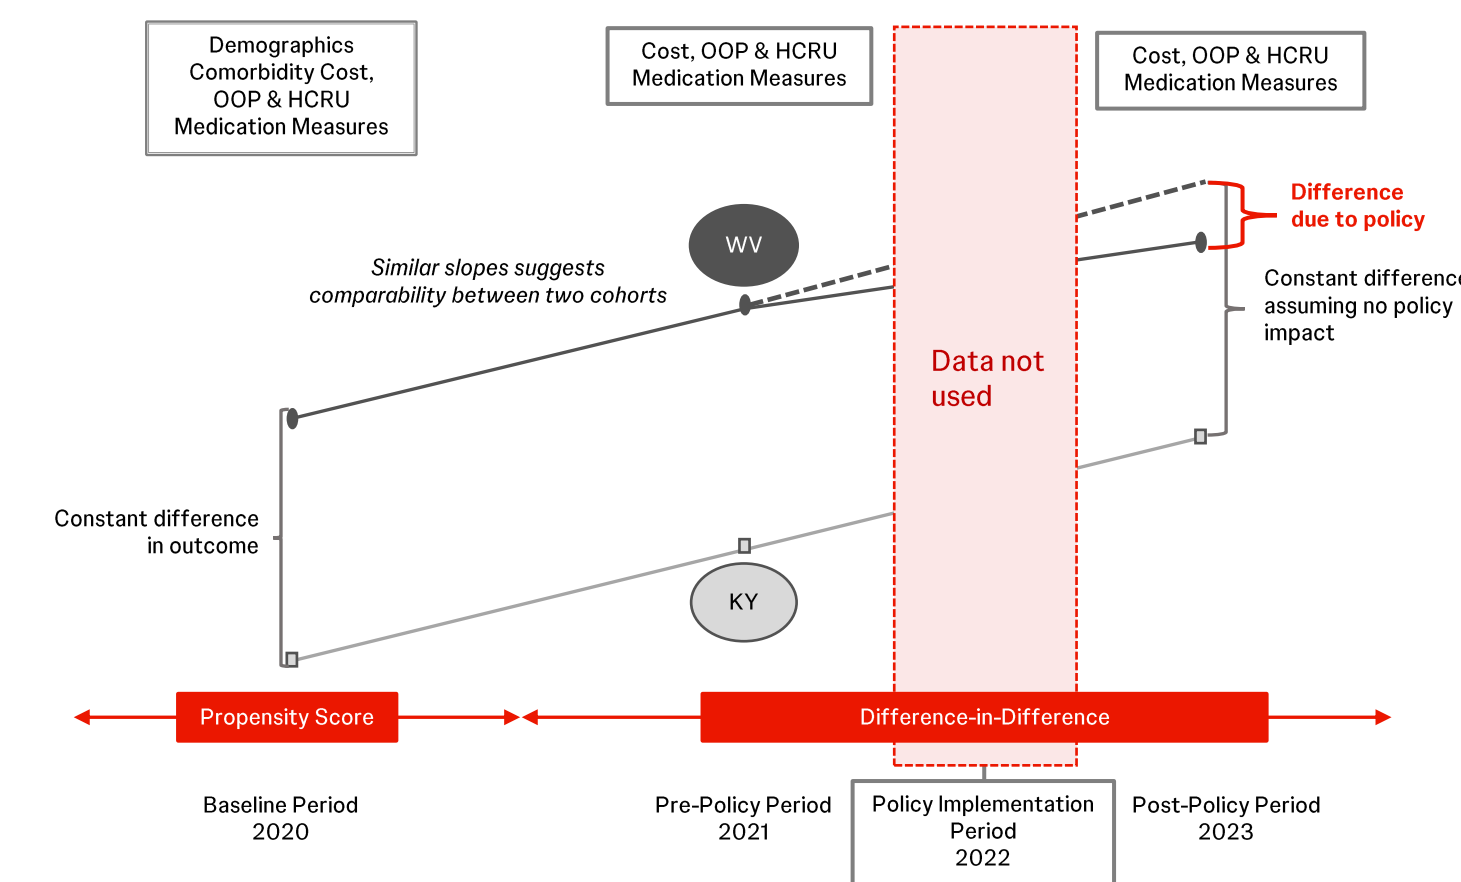 Demographics
Comorbidity Cost,
OOP & HCRU
Medication Measures
Cost, OOP & HCRU
Medication Measures
Cost, OOP & HCRU
Medication Measures
Difference
due to policy
WV
Similar slopes suggests
comparability between two cohorts
Constant difference
assuming no policy
impact
Data not
used
Constant difference
in outcome
KY
Propensity Score
Difference-in-Difference
Baseline Period
2020
Pre-Policy Period
2021
Policy Implementation
Period
2022
Post-Policy Period
2023